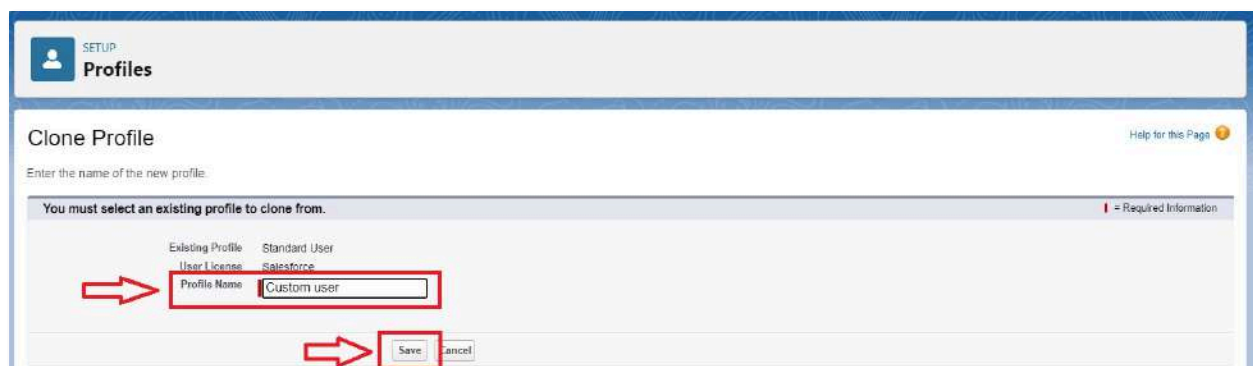 SETUP
Profiles
Clone Profile
Help for this Page
Enter the name of the new profile.
You must select an existing profile to clone from.
= Required Information
Existing Profile Standard User
User License Salesforce
Profile Name Custom user
Save Cancel